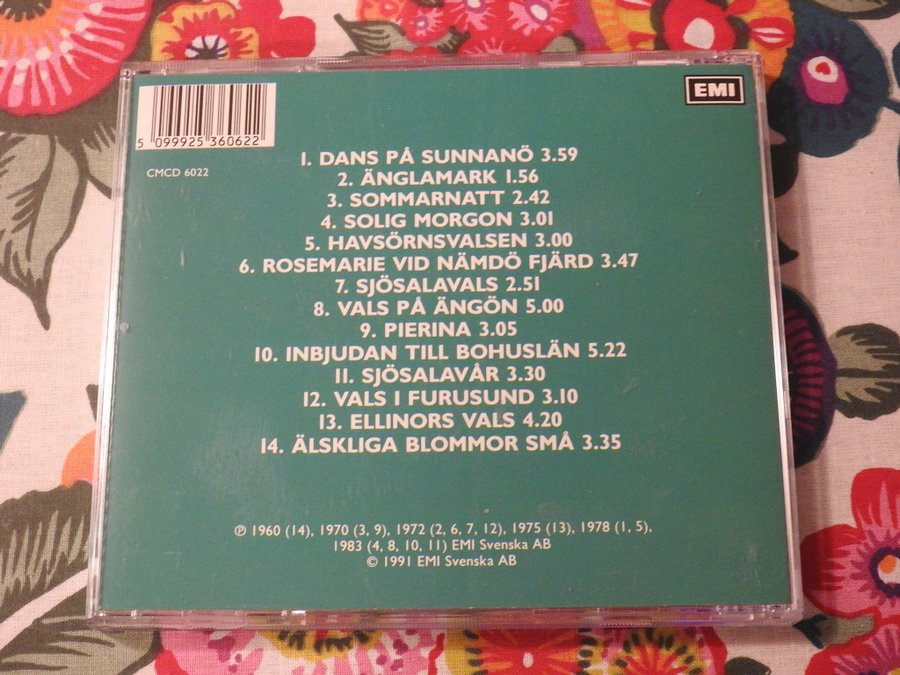 EMI
5 099925 360622
CMCD 6022
1. DANS PÅ SUNNANÖ 3.59
2. ÄNGLAMARK 1.56
3. SOMMARNATT 2.42
4. SOLIG MORGON 3.01
5. HAVSÖRNSVALSEN 3.00
6. ROSEMARIE VID NÄMDÖ FJÄRD 3.47
7. SJÖSALAVALS 2.51
8. VALS PÅ ÄNGÖN 5.00
9. PIERINA 3.05
10. INBJUDAN TILL BOHUSLÄN 5.22
11. SJÖSALAVÅR 3.30
12. VALS I FURUSUND 3.10
13. ELLINORS VALS 4.20
14. ÄLSKLIGA BLOMMOR SMÅ 3.35
℗ 1960 (14), 1970 (3, 9), 1972 (2, 6, 7, 12), 1975 (13), 1978 (1, 5),
1983 (4, 8, 10, 11) EMI Svenska AB
© 1991 EMI Svenska AB